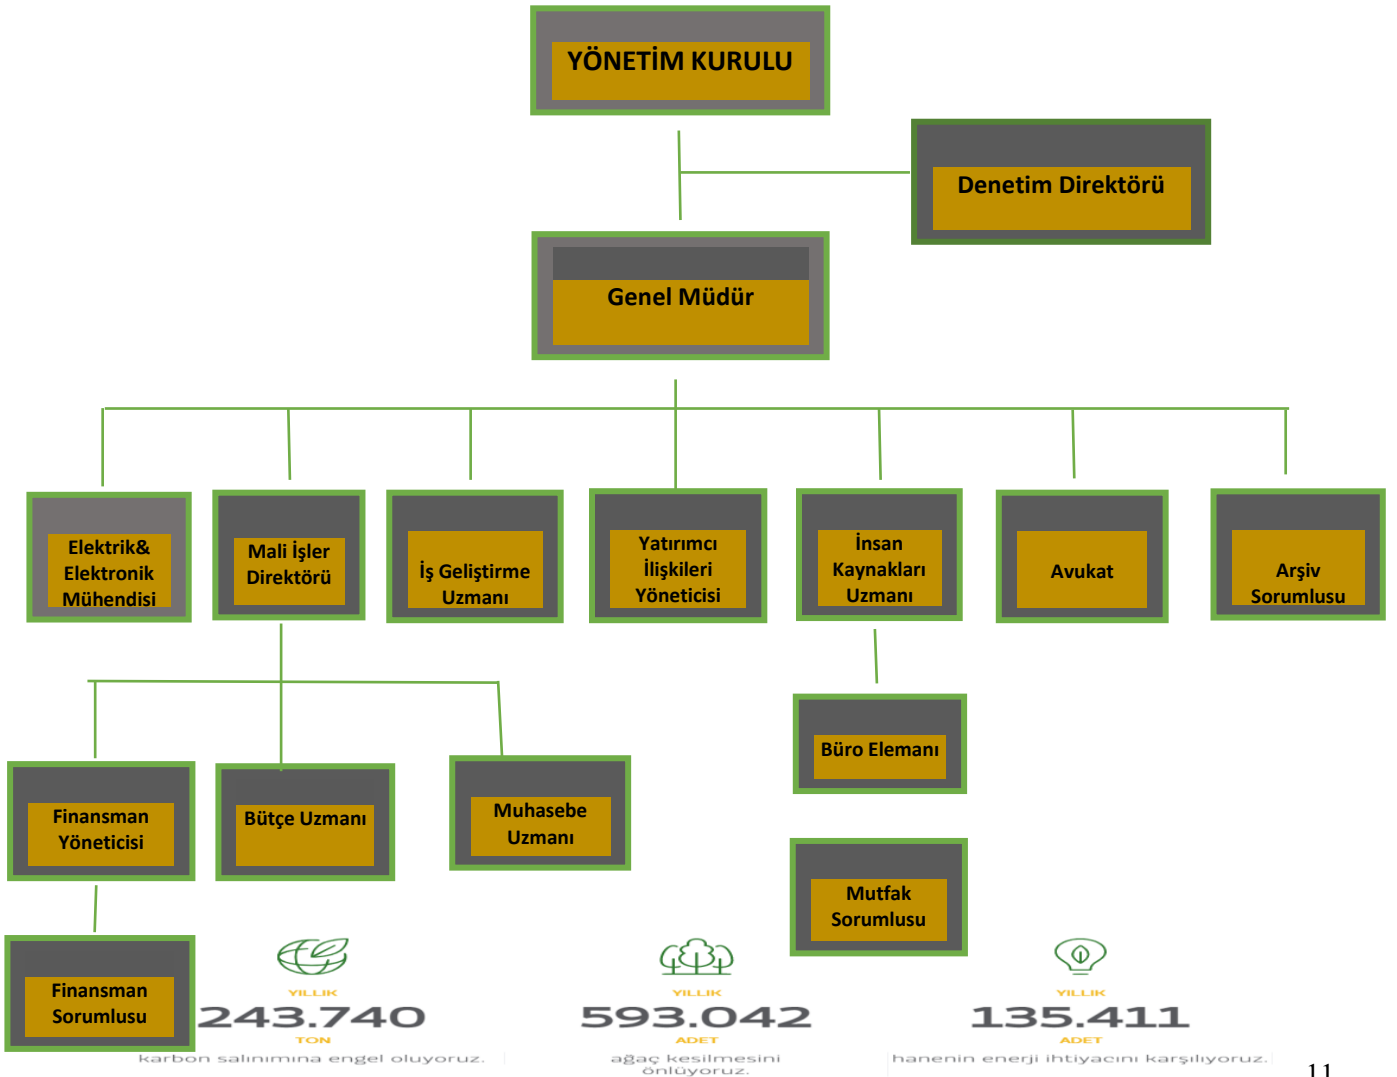 YÖNETİM KURULU
Denetim Direktörü
Genel Müdür
Elektrik&
Elektronik
Mühendisi
Mali İşler
Direktörü
İş Geliştirme
Uzmanı
Yatırımcı
İlişkileri
Yöneticisi
İnsan
Kaynakları
Uzmanı
Avukat
Arşiv
Sorumlusu
Büro Elemanı
Finansman
Yöneticisi
Bütçe Uzmanı
Muhasebe
Uzmanı
Mutfak
Sorumlusu
Finansman
Sorumlusu
YILLIK
243.740
TON
karbon salınımına engel oluyoruz.
YILLIK
593.042
ADET
ağaç kesilmesini
önlüyoruz.
YILLIK
135.411
ADET
hanenin enerji ihtiyacını karşılıyoruz.
11